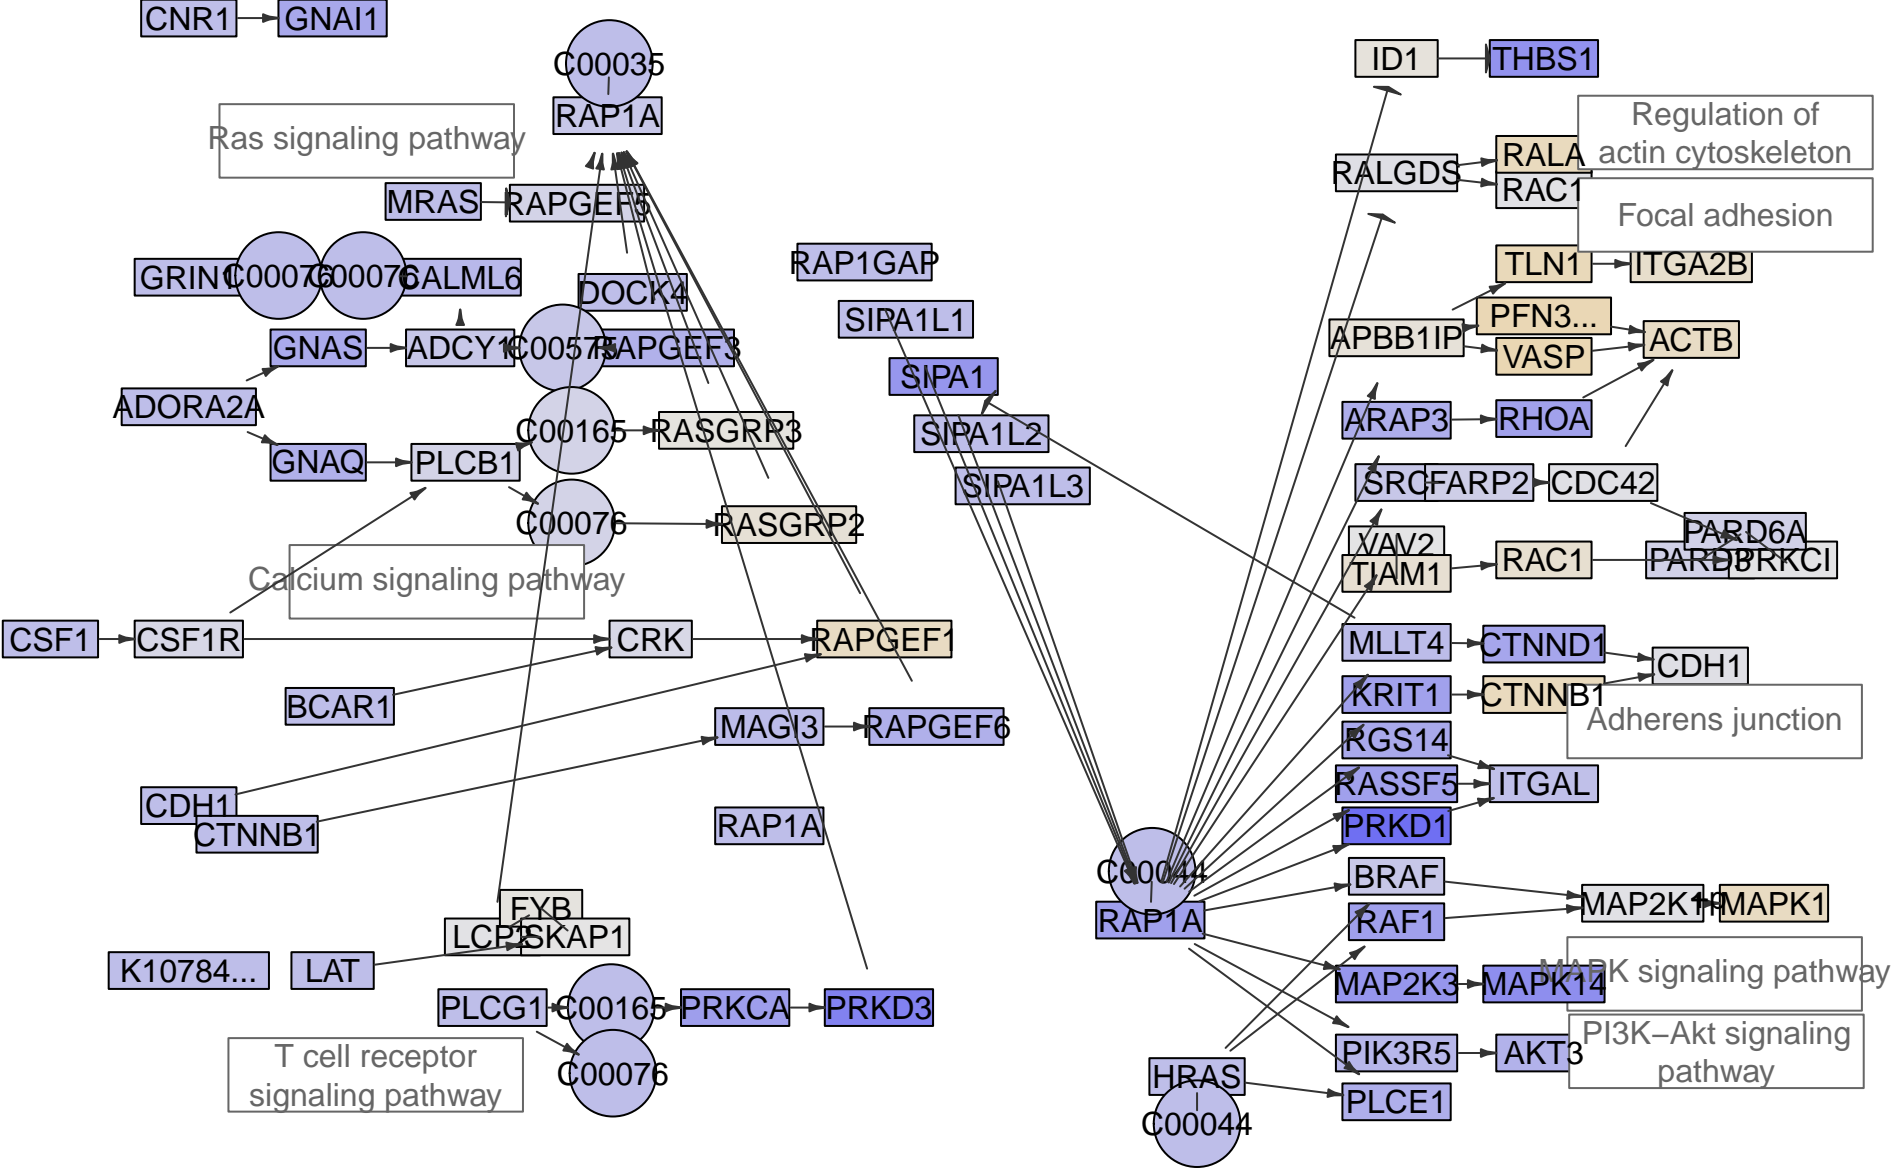 CNR1
GNAI1
C00035
RAP1A
ID1
THBS1
Ras signaling pathway
Regulation of
actin cytoskeleton
RALGDS
RALA
RAC1
Focal adhesion
MRAS
RAPGEF5
GRIN1
C00076
C00076
CALML6
RAP1GAP
TLN1
ITGA2B
DOCK4
SIPA1L1
PFN3...
APBB1IP
VASP
ACTB
GNAS
ADCY1
C00575
RAPGEF3
SIPA1
ADORA2A
C00165
RASGRP3
SIPA1L2
ARAP3
RHOA
GNAQ
PLCB1
SIPA1L3
SRC
FARP2
CDC42
C00076
RASGRP2
VAV2
TIAM1
RAC1
PARD6A
PARD3
PRKCI
Calcium signaling pathway
CSF1
CSF1R
CRK
RAPGEF1
MLLT4
CTNND1
CDH1
BCAR1
KRIT1
CTNNB1
Adherens junction
MAGI3
RAPGEF6
RGS14
RASSF5
ITGAL
CDH1
CTNNB1
RAP1A
PRKD1
C00044
RAP1A
BRAF
RAF1
MAP2K1
+p
MAPK1
FYB
LCP2
SKAP1
K10784...
LAT
MAP2K3
MAPK14
MAPK signaling pathway
PLCG1
C00165
PRKCA
PRKD3
C00076
T cell receptor
signaling pathway
PIK3R5
AKT3
PI3K−Akt signaling
pathway
HRAS
C00044
PLCE1